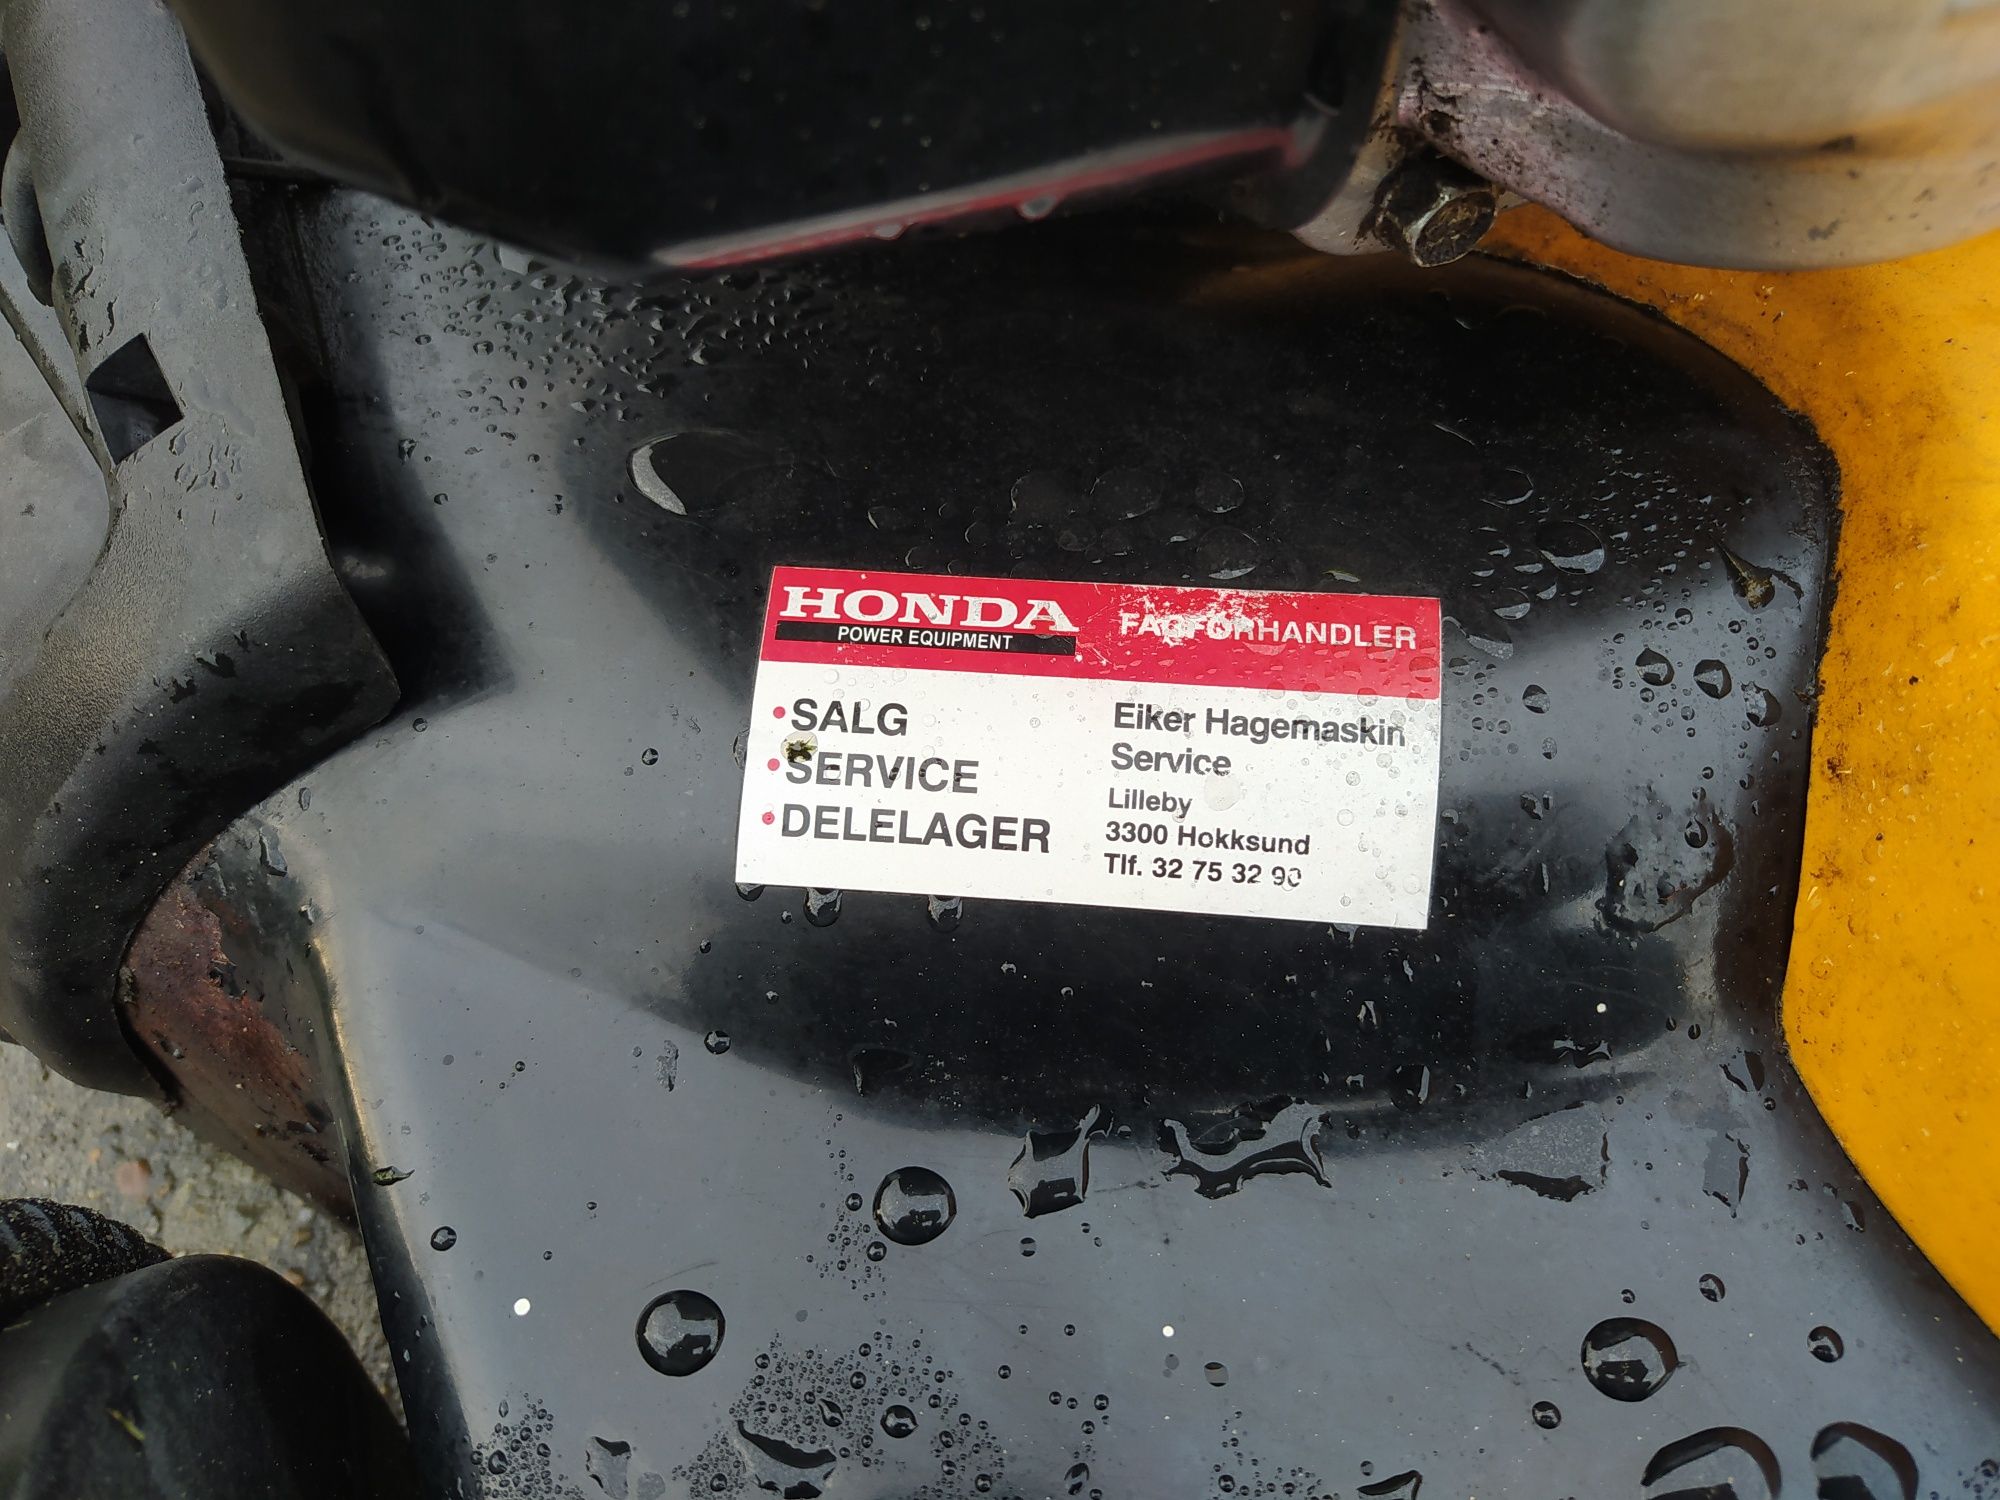 HONDA
POWER EQUIPMENT
FAGFORHANDLER
•SALG
•SERVICE
•DELELAGER
Eiker Hagemaskin
Service
Lilleby
3300 Hokksund
Tlf. 32 75 32 90